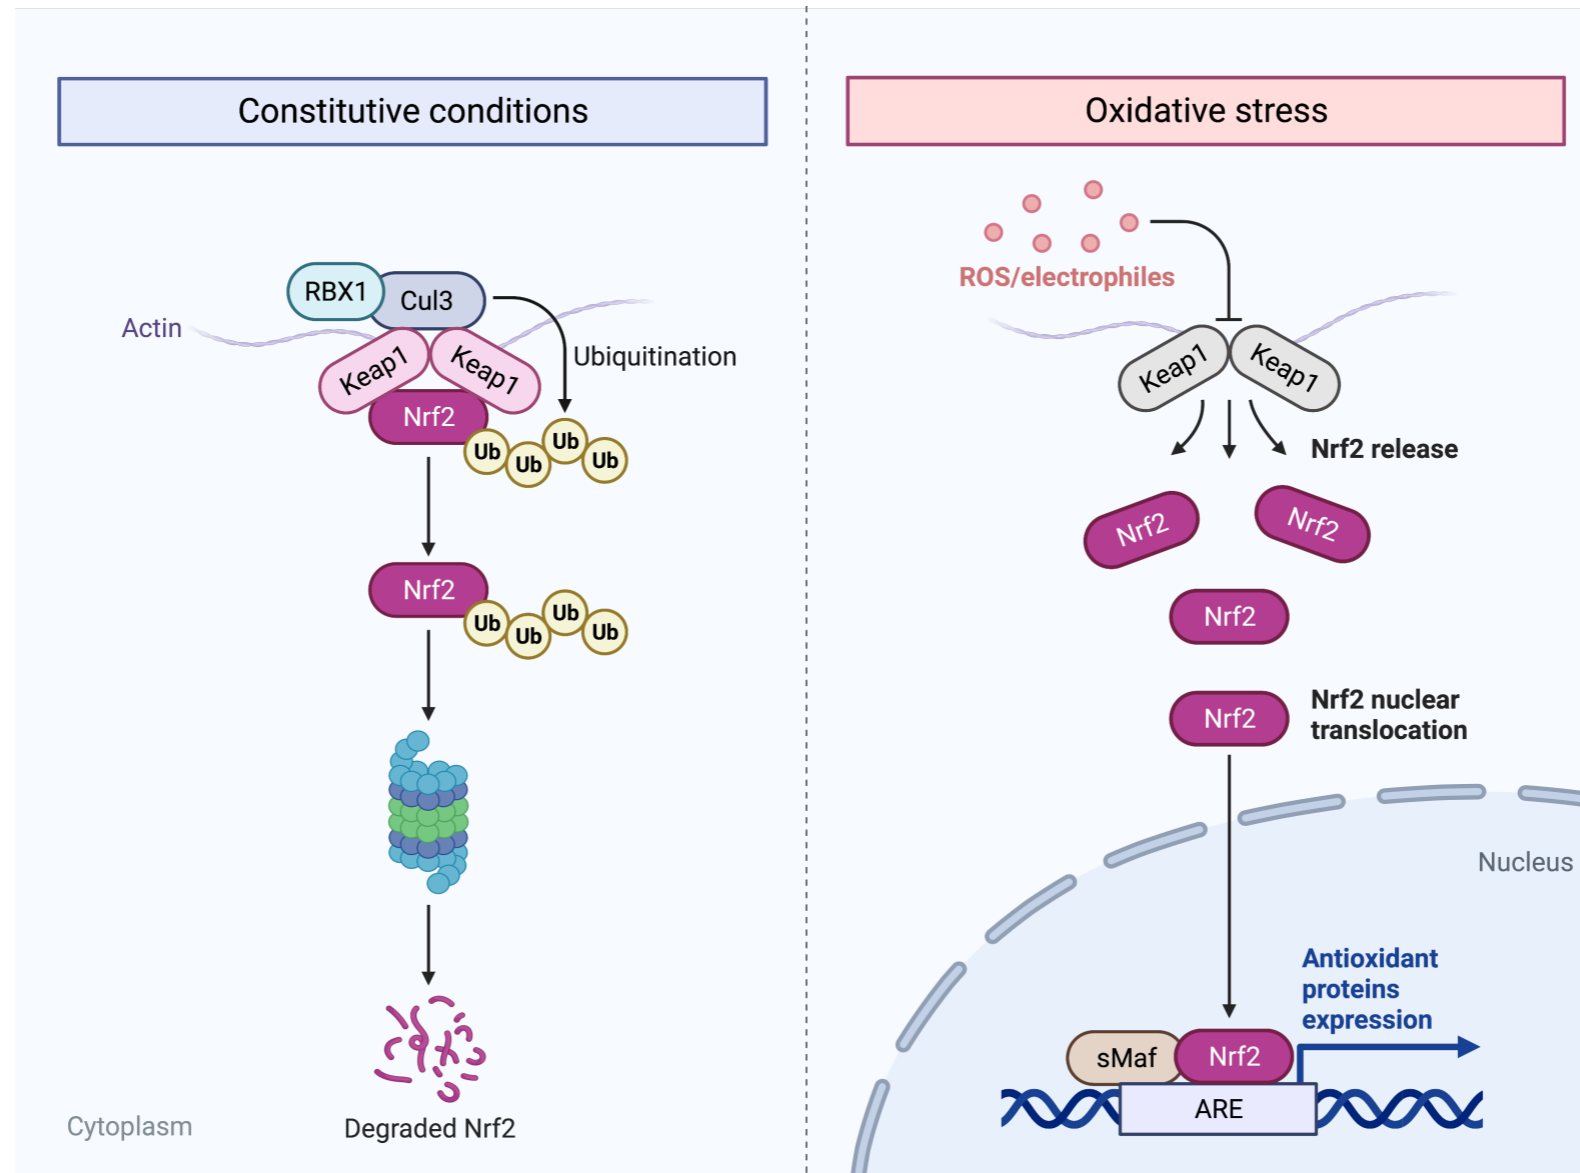 Constitutive conditions
RBX1
Cul3
Actin
Keap1
Keap1
Ubiquitination
Nrf2
Ub
Ub
Ub
Ub
Nrf2
Ub
Ub
Ub
Ub
Degraded Nrf2
Cytoplasm
Oxidative stress
ROS/electrophiles
Keap1
Keap1
Nrf2 release
Nrf2
Nrf2
Nrf2
Nrf2
Nrf2 nuclear
translocation
Nucleus
Antioxidant
proteins
expression
sMaf
Nrf2
ARE